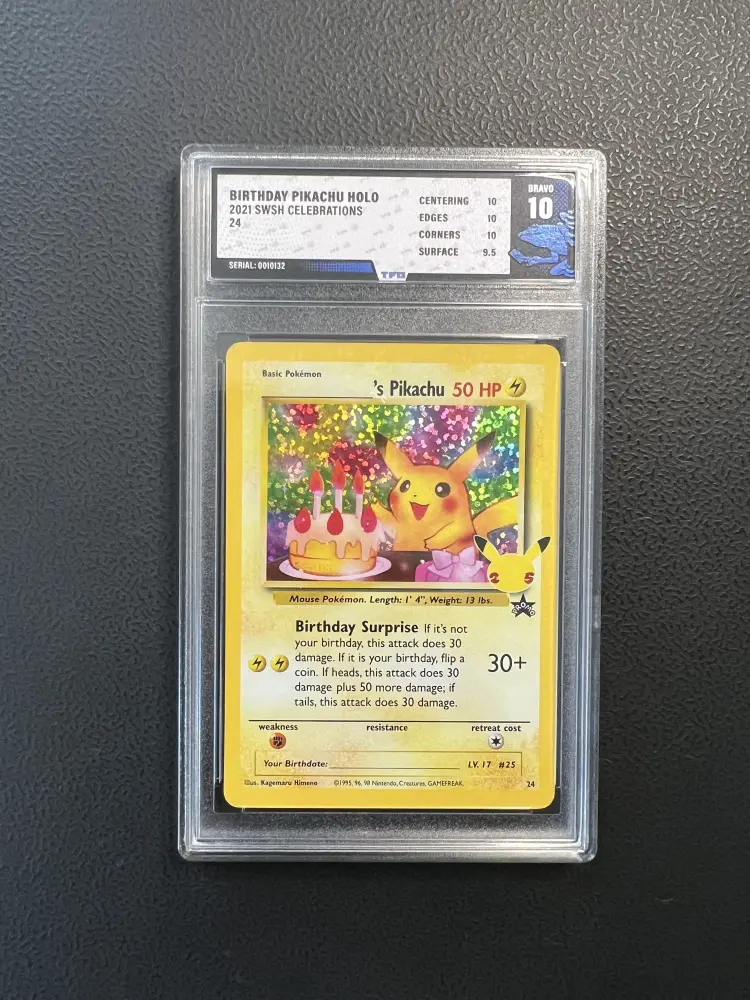 BIRTHDAY PIKACHU HOLO
2021 SWSH CELEBRATIONS
24
SERIAL: 0010132
CENTERING 10
EDGES 10
CORNERS 10
SURFACE 9.5
BRAVO
10
TFG
Basic Pokémon
's Pikachu 50 HP
25
PROMO
Mouse Pokémon. Length: 1' 4", Weight: 13 lbs.
Birthday Surprise If it's not
your birthday, this attack does 30
damage. If it is your birthday, flip a
coin. If heads, this attack does 30
damage plus 50 more damage; if
tails, this attack does 30 damage.
30+
weakness resistance retreat cost
Your Birthdate:
LV. 17 #25
Illus. Kagemaru Himeno ©1995, 96, 98 Nintendo, Creatures, GAMEFREAK. 24